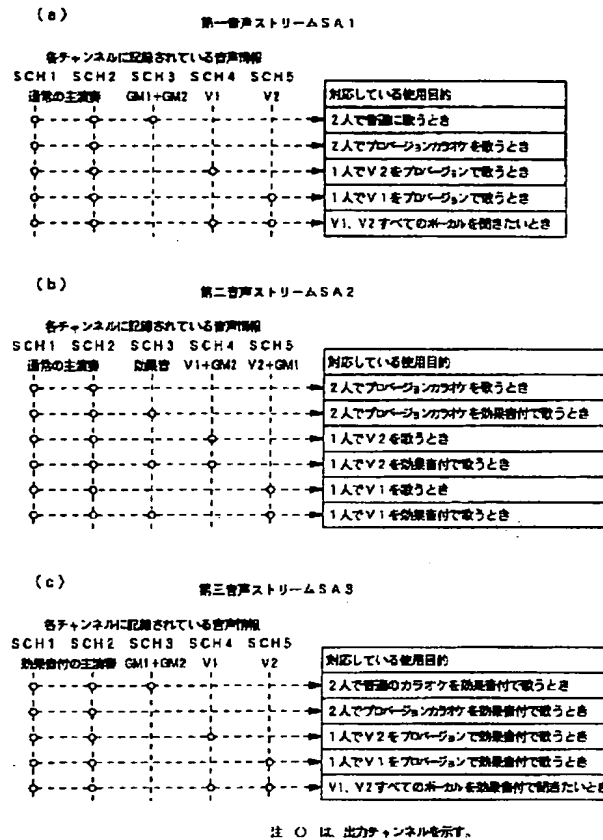 (a)
第一音声ストリームSA1
各チャンネルに記録されている音声情報
SCH1 SCH2 SCH3 SCH4 SCH5
通常の主演奏 GM1+GM2 V1 V2
対応している使用目的
2人で普通に歌うとき
2人でプロバージョンカラオケを歌うとき
1人でV2をプロバージョンで歌うとき
1人でV1をプロバージョンで歌うとき
V1、V2すべてのボーカルを聞きたいとき
(b)
第二音声ストリームSA2
各チャンネルに記録されている音声情報
SCH1 SCH2 SCH3 SCH4 SCH5
通常の主演奏 効果音 V1+GM2 V2+GM1
対応している使用目的
2人でプロバージョンカラオケを歌うとき
2人でプロバージョンカラオケを効果音付で歌うとき
1人でV2を歌うとき
1人でV2を効果音付で歌うとき
1人でV1を歌うとき
1人でV1を効果音付で歌うとき
(c)
第三音声ストリームSA3
各チャンネルに記録されている音声情報
SCH1 SCH2 SCH3 SCH4 SCH5
効果音付の主演奏 GM1+GM2 V1 V2
対応している使用目的
2人で普通のカラオケを効果音付で歌うとき
2人でプロバージョンカラオケを効果音付で歌うとき
1人でV2をプロバージョンで効果音付で歌うとき
1人でV1をプロバージョンで効果音付で歌うとき
V1、V2すべてのボーカルを効果音付で聞きたいとき
注 ○ は、出力チャンネルを示す。